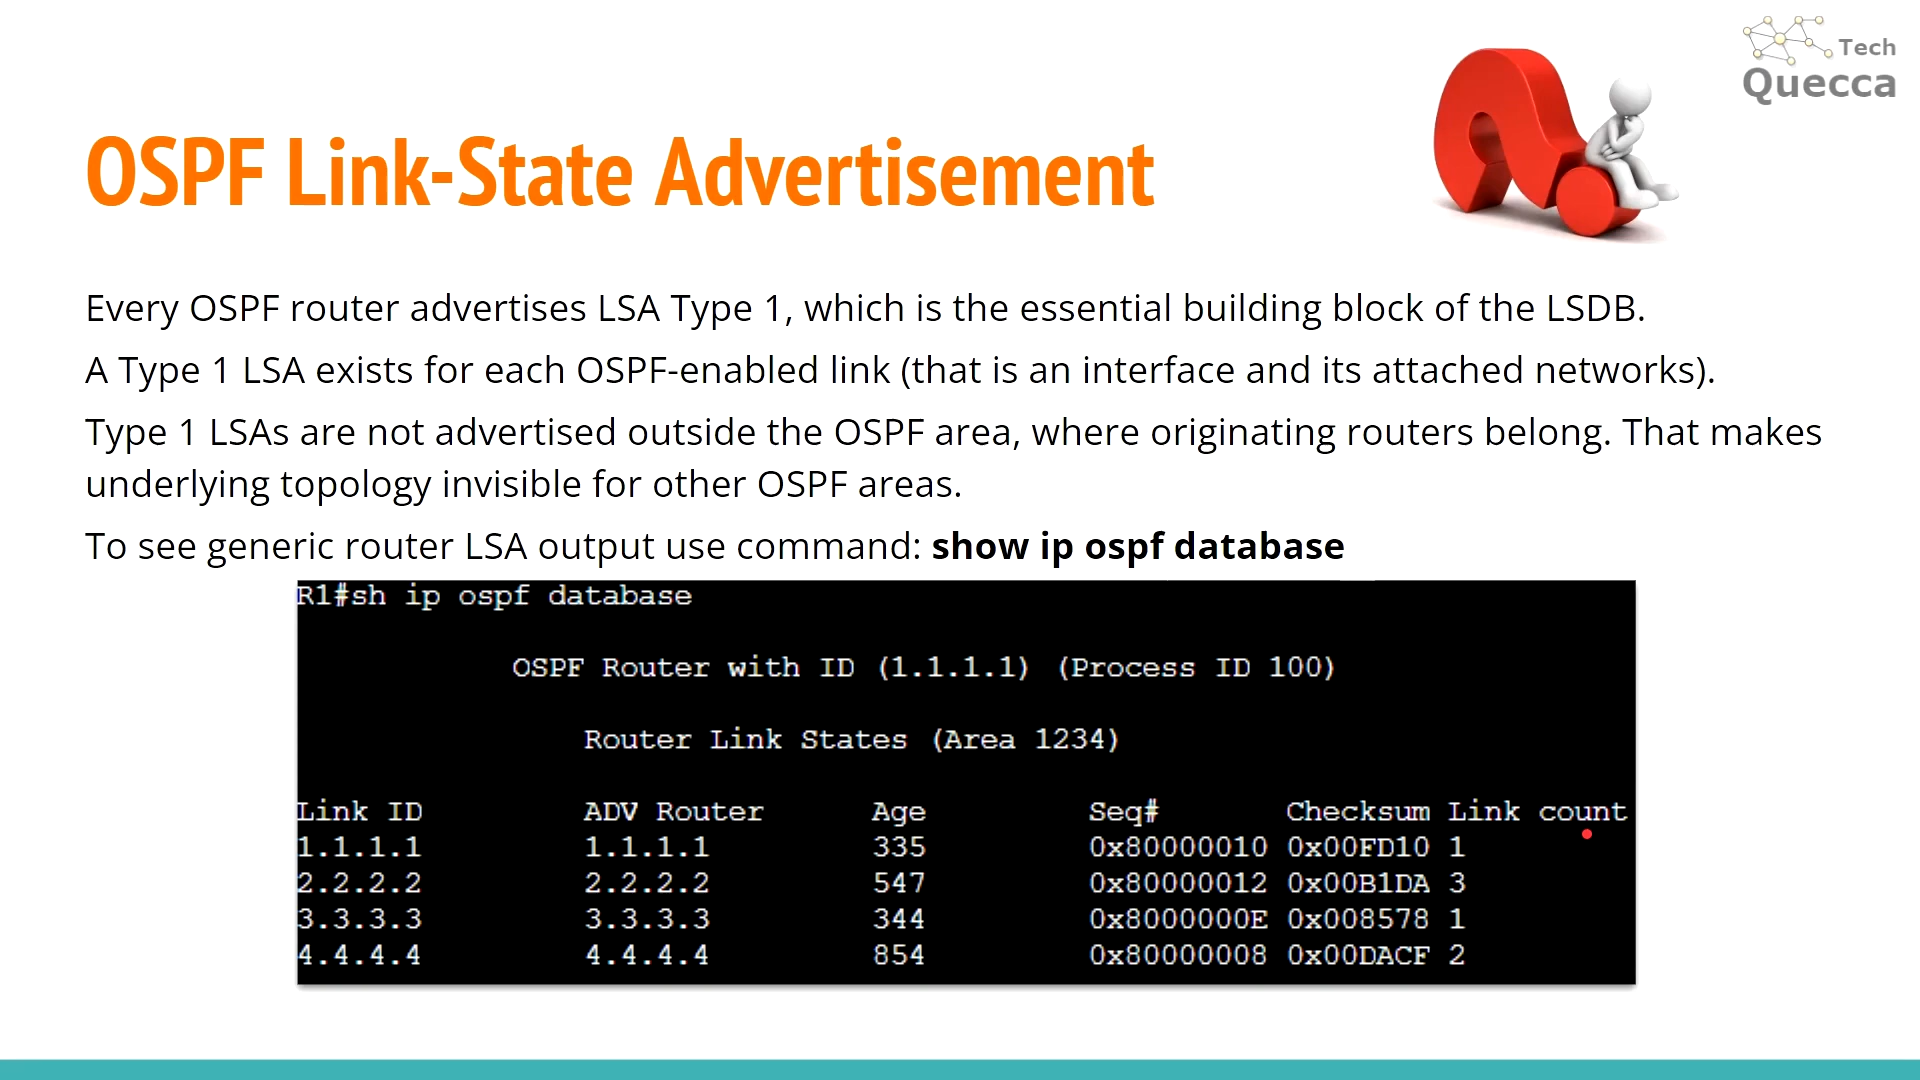 Tech
Quecca
OSPF Link-State Advertisement
Every OSPF router advertises LSA Type 1, which is the essential building block of the LSDB.
A Type 1 LSA exists for each OSPF-enabled link (that is an interface and its attached networks).
Type 1 LSAs are not advertised outside the OSPF area, where originating routers belong. That makes
underlying topology invisible for other OSPF areas.
To see generic router LSA output use command: show ip ospf database
R1#sh ip ospf database
OSPF Router with ID (1.1.1.1) (Process ID 100)
Router Link States (Area 1234)
Link ID ADV Router Age Seq# Checksum Link count
1.1.1.1 1.1.1.1 335 0x80000010 0x00FD10 1
2.2.2.2 2.2.2.2 547 0x80000012 0x00B1DA 3
3.3.3.3 3.3.3.3 344 0x8000000E 0x008578 1
4.4.4.4 4.4.4.4 854 0x80000008 0x00DACF 2